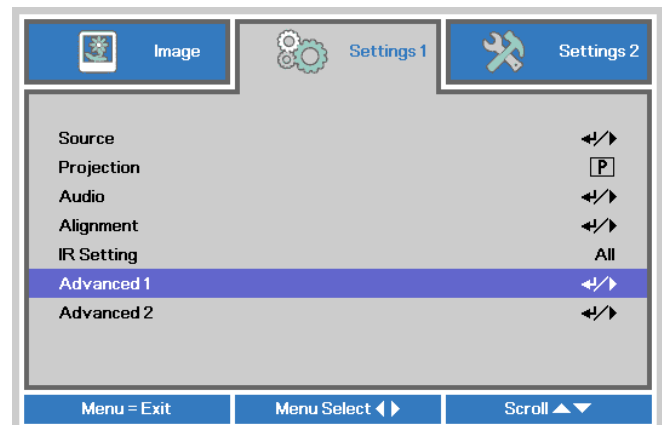 Image
Settings 1
Settings 2
Source ↵/▶
Projection P
Audio ↵/▶
Alignment ↵/▶
IR Setting All
Advanced 1 ↵/▶
Advanced 2 ↵/▶
Menu = Exit
Menu Select ◀ ▶
Scroll ▲▼